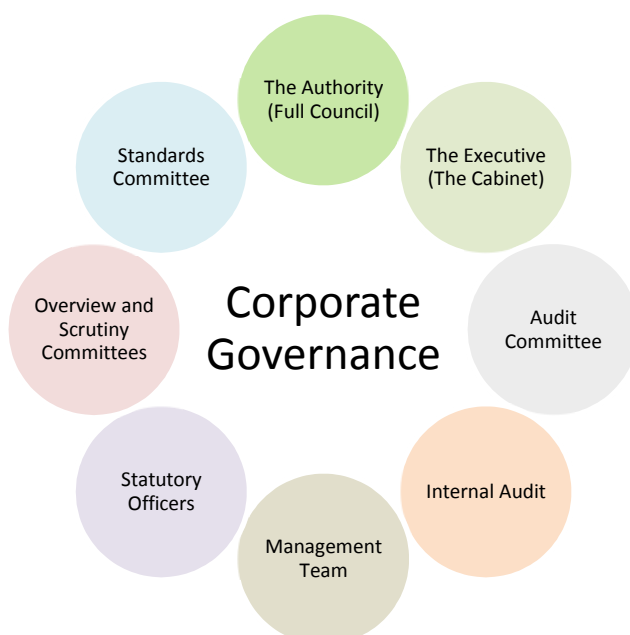 The Authority
(Full Council)
The Executive
(The Cabinet)
Audit
Committee
Internal Audit
Management
Team
Statutory
Officers
Overview and
Scrutiny
Committees
Standards
Committee
Corporate
Governance